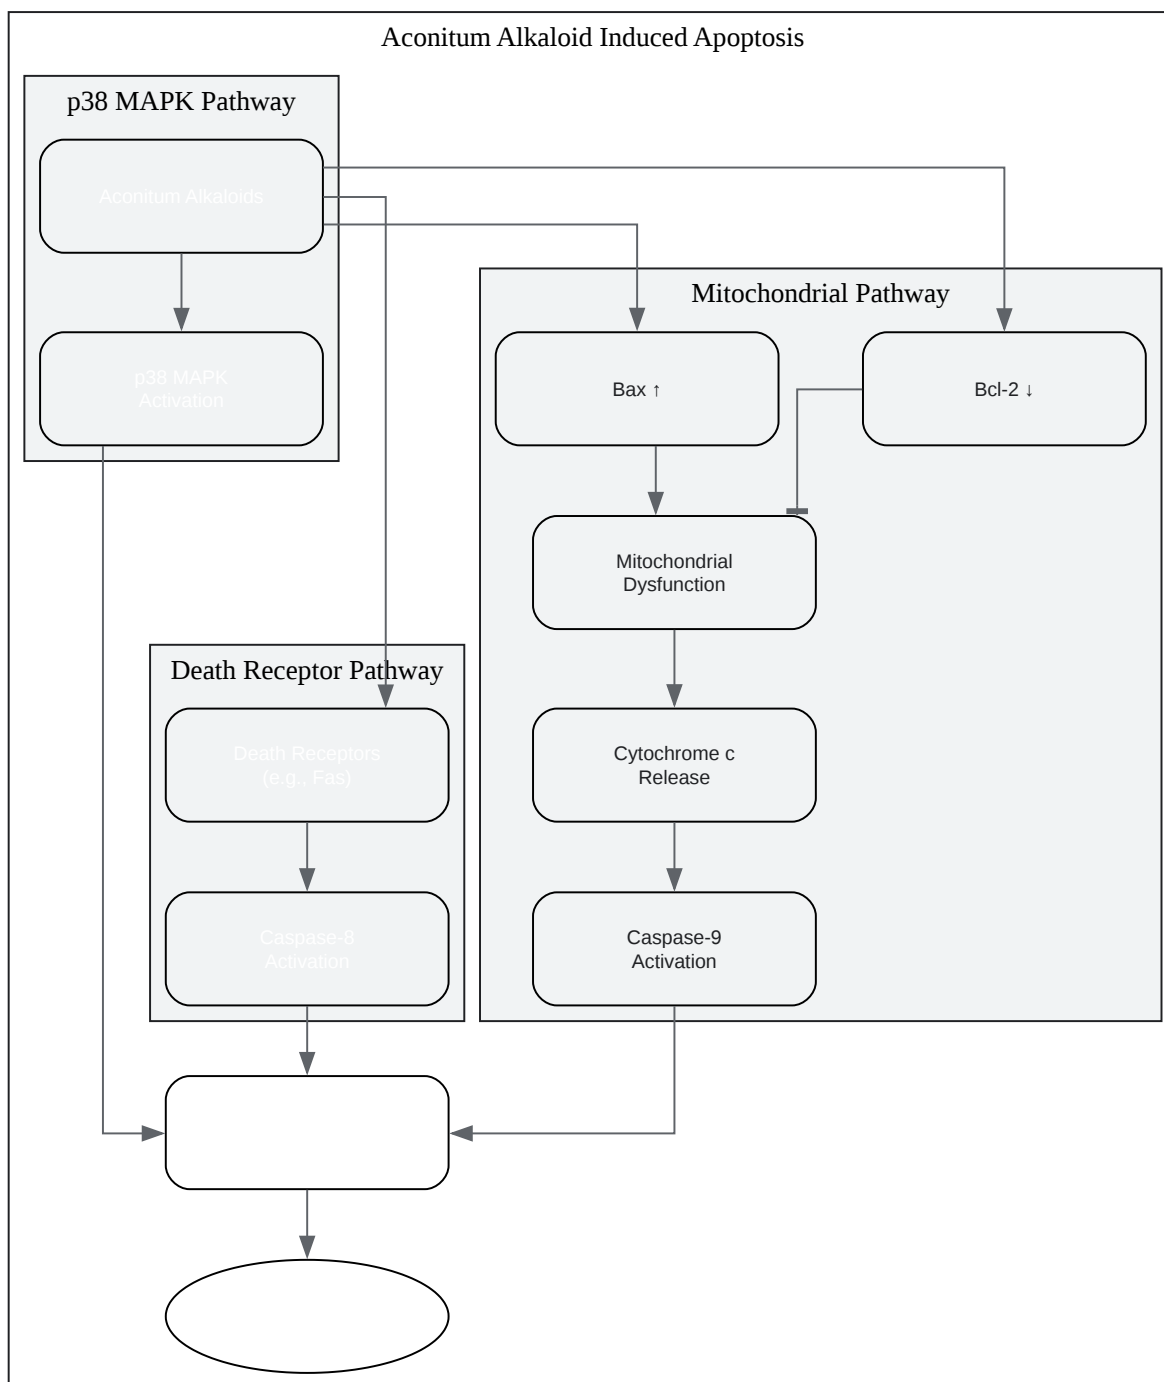 Aconitum Alkaloid Induced Apoptosis
p38 MAPK Pathway
Aconitum Alkaloids
p38 MAPK
Activation
Mitochondrial Pathway
Bax ↑
Bcl-2 ↓
Mitochondrial
Dysfunction
Death Receptor Pathway
Death Receptors
(e.g., Fas)
Cytochrome c
Release
Caspase-8
Activation
Caspase-9
Activation